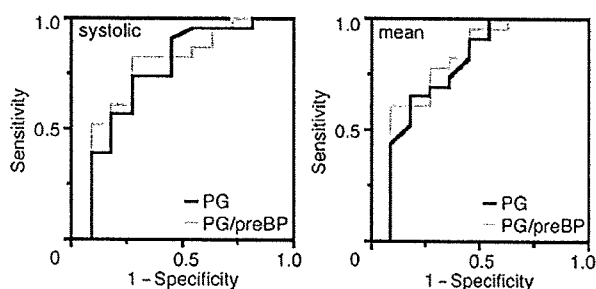 systolic
1.0
0.5
0
0.5
1.0
Sensitivity
1 – Specificity
PG
PG/preBP
mean
1.0
0.5
0
0.5
1.0
Sensitivity
1 – Specificity
PG
PG/preBP